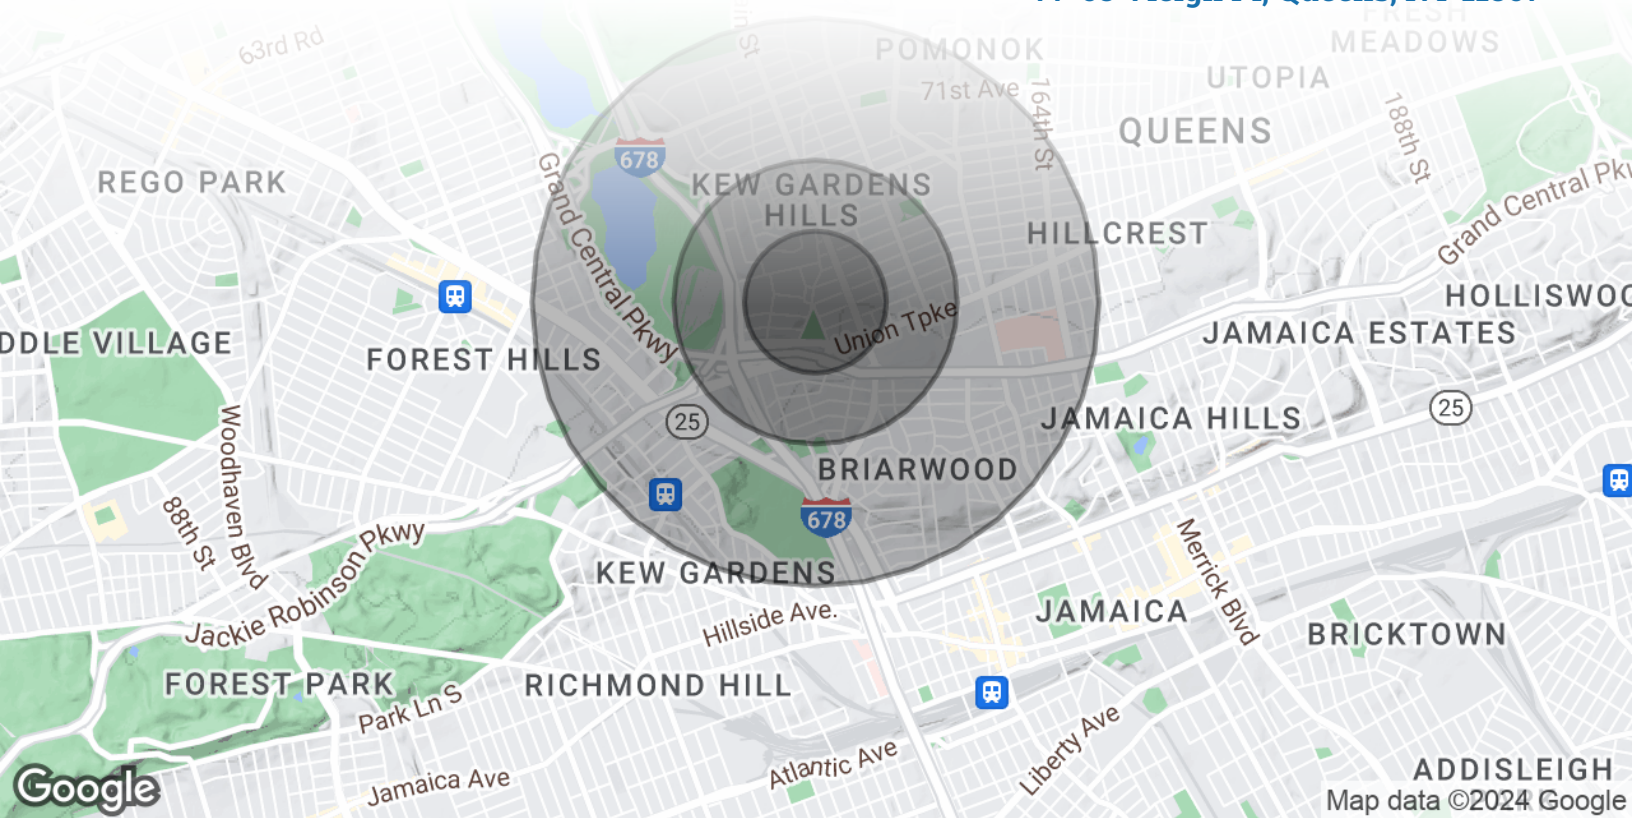 FRESH
MEADOWS
63rd Rd
POMONOK
UTOPIA
71st Ave
164th St
188th St
QUEENS
678
Grand Central Pkwy
REGO PARK
KEW GARDENS
HILLS
HILLCREST
Grand Central Pkw
HOLLISWOO
JAMAICA ESTATES
Union Tpke
DDLE VILLAGE
FOREST HILLS
25
25
JAMAICA HILLS
Woodhaven Blvd
BRIARWOOD
88th St
678
Merrick Blvd
Jackie Robinson Pkwy
KEW GARDENS
Hillside Ave.
JAMAICA
BRICKTOWN
FOREST PARK
Park Ln S
RICHMOND HILL
Liberty Ave
Atlantic Ave
Jamaica Ave
ADDISLEIGH
Google
Map data ©2024 Google